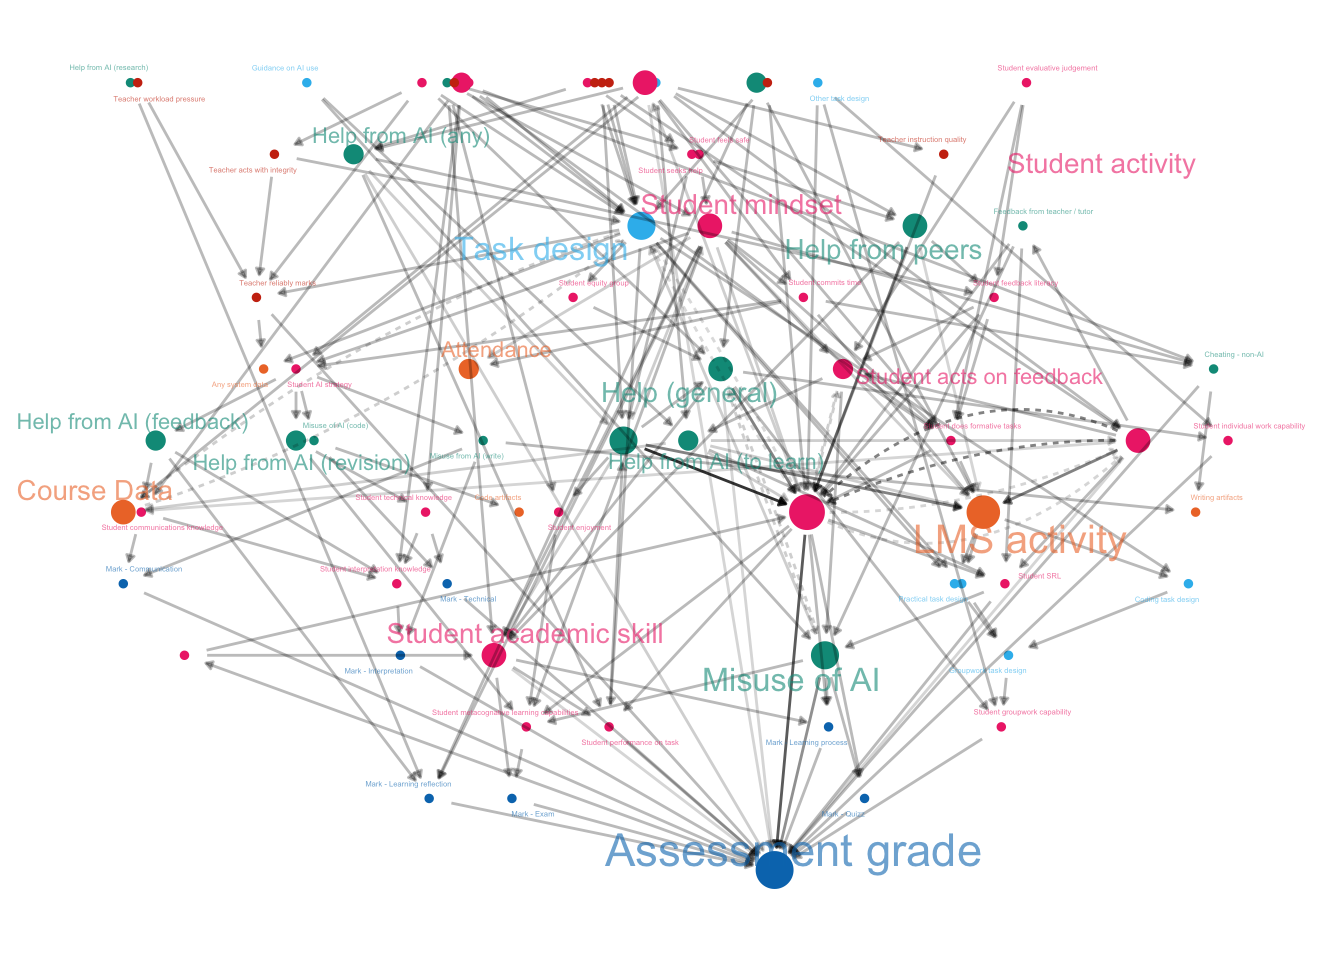 Help from AI (research)
Guidance on AI use
Student evaluative judgement
Teacher workload pressure
Other task design
Help from AI (any)
Student feels safe
Teacher instruction quality
Student activity
Teacher acts with integrity
Student seeks help
Student mindset
Feedback from teacher / tutor
Task design
Help from peers
Teacher reliably marks
Student equity group
Student commits time
Student feedback literacy
Attendance
Cheating - non-AI
Any system data
Student AI strategy
Student acts on feedback
Help (general)
Help from AI (feedback)
Misuse of AI (code)
Student individual work capability
Help from AI (revision)
Misuse from AI (write)
Help from AI (to learn)
Course Data
Student technical knowledge
Code artifacts
Writing artifacts
Student communications knowledge
Student enjoyment
LMS activity
Mark - Communication
Student interpretation knowledge
Student SRL
Mark - Technical
Practical task design
Coding task design
Student academic skill
Mark - Interpretation
Misuse of AI
Groupwork task design
Student metacognative learning capabilities
Student performance on task
Mark - Learning process
Student groupwork capability
Mark - Learning reflection
Mark - Exam
Mark - Quizz
Assessment grade